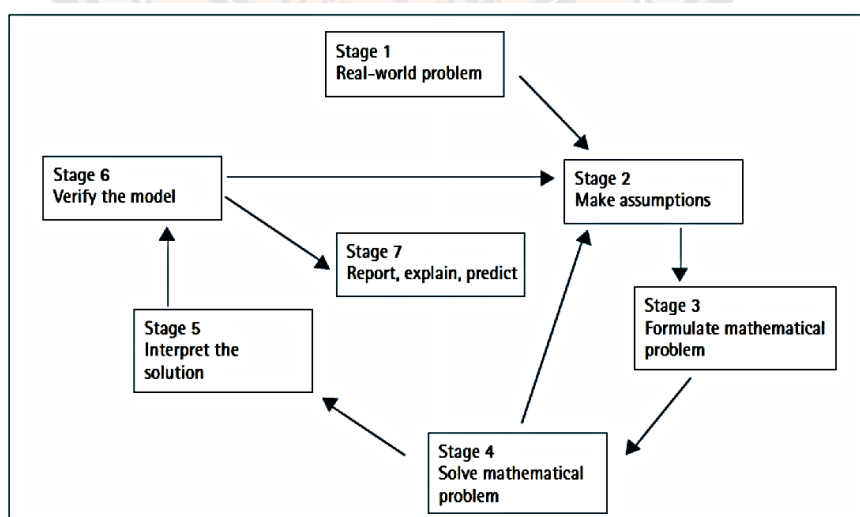 Stage 1
Real-world problem
Stage 2
Make assumptions
Stage 3
Formulate mathematical
problem
Stage 4
Solve mathematical
problem
Stage 5
Interpret the
solution
Stage 6
Verify the model
Stage 7
Report, explain, predict